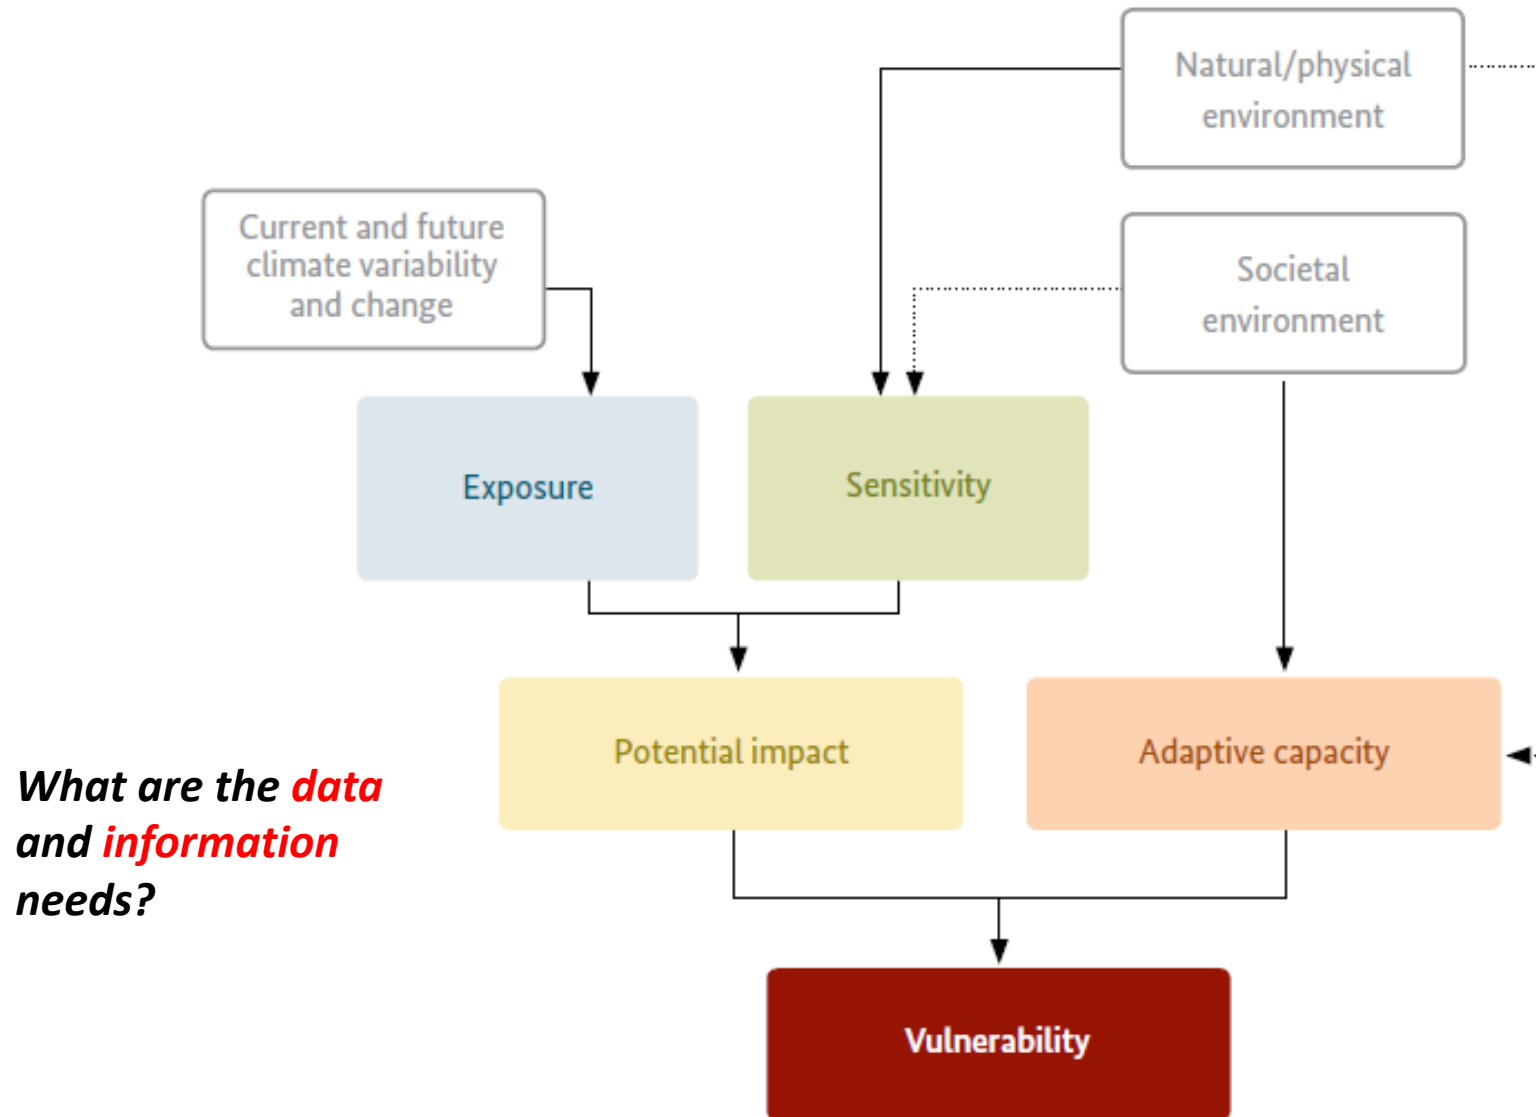 Natural/physical
environment
Current and future
climate variability
and change
Societal
environment
Exposure
Sensitivity
Potential impact
Adaptive capacity
What are the data
and information
needs?
Vulnerability